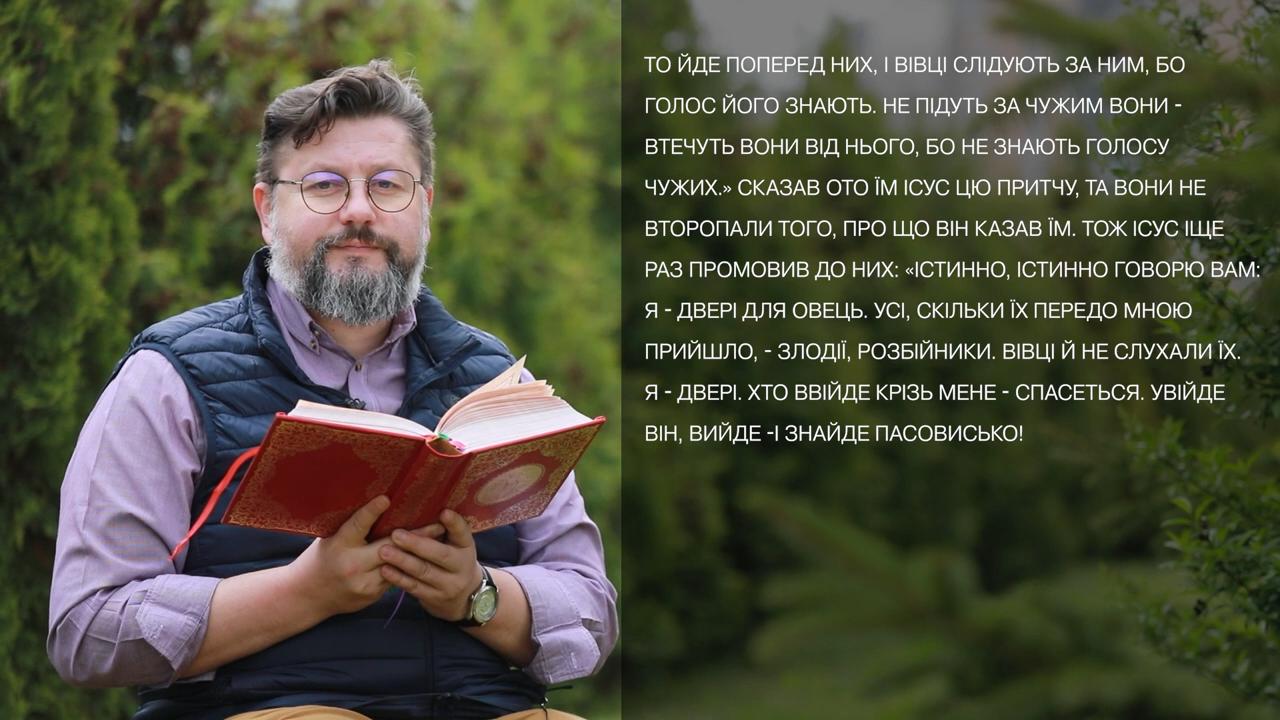 ТО ЙДЕ ПОПЕРЕД НИХ, І ВІВЦІ СЛІДУЮТЬ ЗА НИМ, БО
ГОЛОС ЙОГО ЗНАЮТЬ. НЕ ПІДУТЬ ЗА ЧУЖИМ ВОНИ -
ВТЕЧУТЬ ВОНИ ВІД НЬОГО, БО НЕ ЗНАЮТЬ ГОЛОСУ
ЧУЖИХ.» СКАЗАВ ОТО ЇМ ІСУС ЦЮ ПРИТЧУ, ТА ВОНИ НЕ
ВТОРОПАЛИ ТОГО, ПРО ЩО ВІН КАЗАВ ЇМ. ТОЖ ІСУС ІЩЕ
РАЗ ПРОМОВИВ ДО НИХ: «ІСТИННО, ІСТИННО ГОВОРЮ ВАМ:
Я - ДВЕРІ ДЛЯ ОВЕЦЬ. УСІ, СКІЛЬКИ ЇХ ПЕРЕДО МНОЮ
ПРИЙШЛО, - ЗЛОДІЇ, РОЗБІЙНИКИ. ВІВЦІ Й НЕ СЛУХАЛИ ЇХ.
Я - ДВЕРІ. ХТО ВВІЙДЕ КРІЗЬ МЕНЕ - СПАСЕТЬСЯ. УВІЙДЕ
ВІН, ВИЙДЕ -І ЗНАЙДЕ ПАСОВИСЬКО!